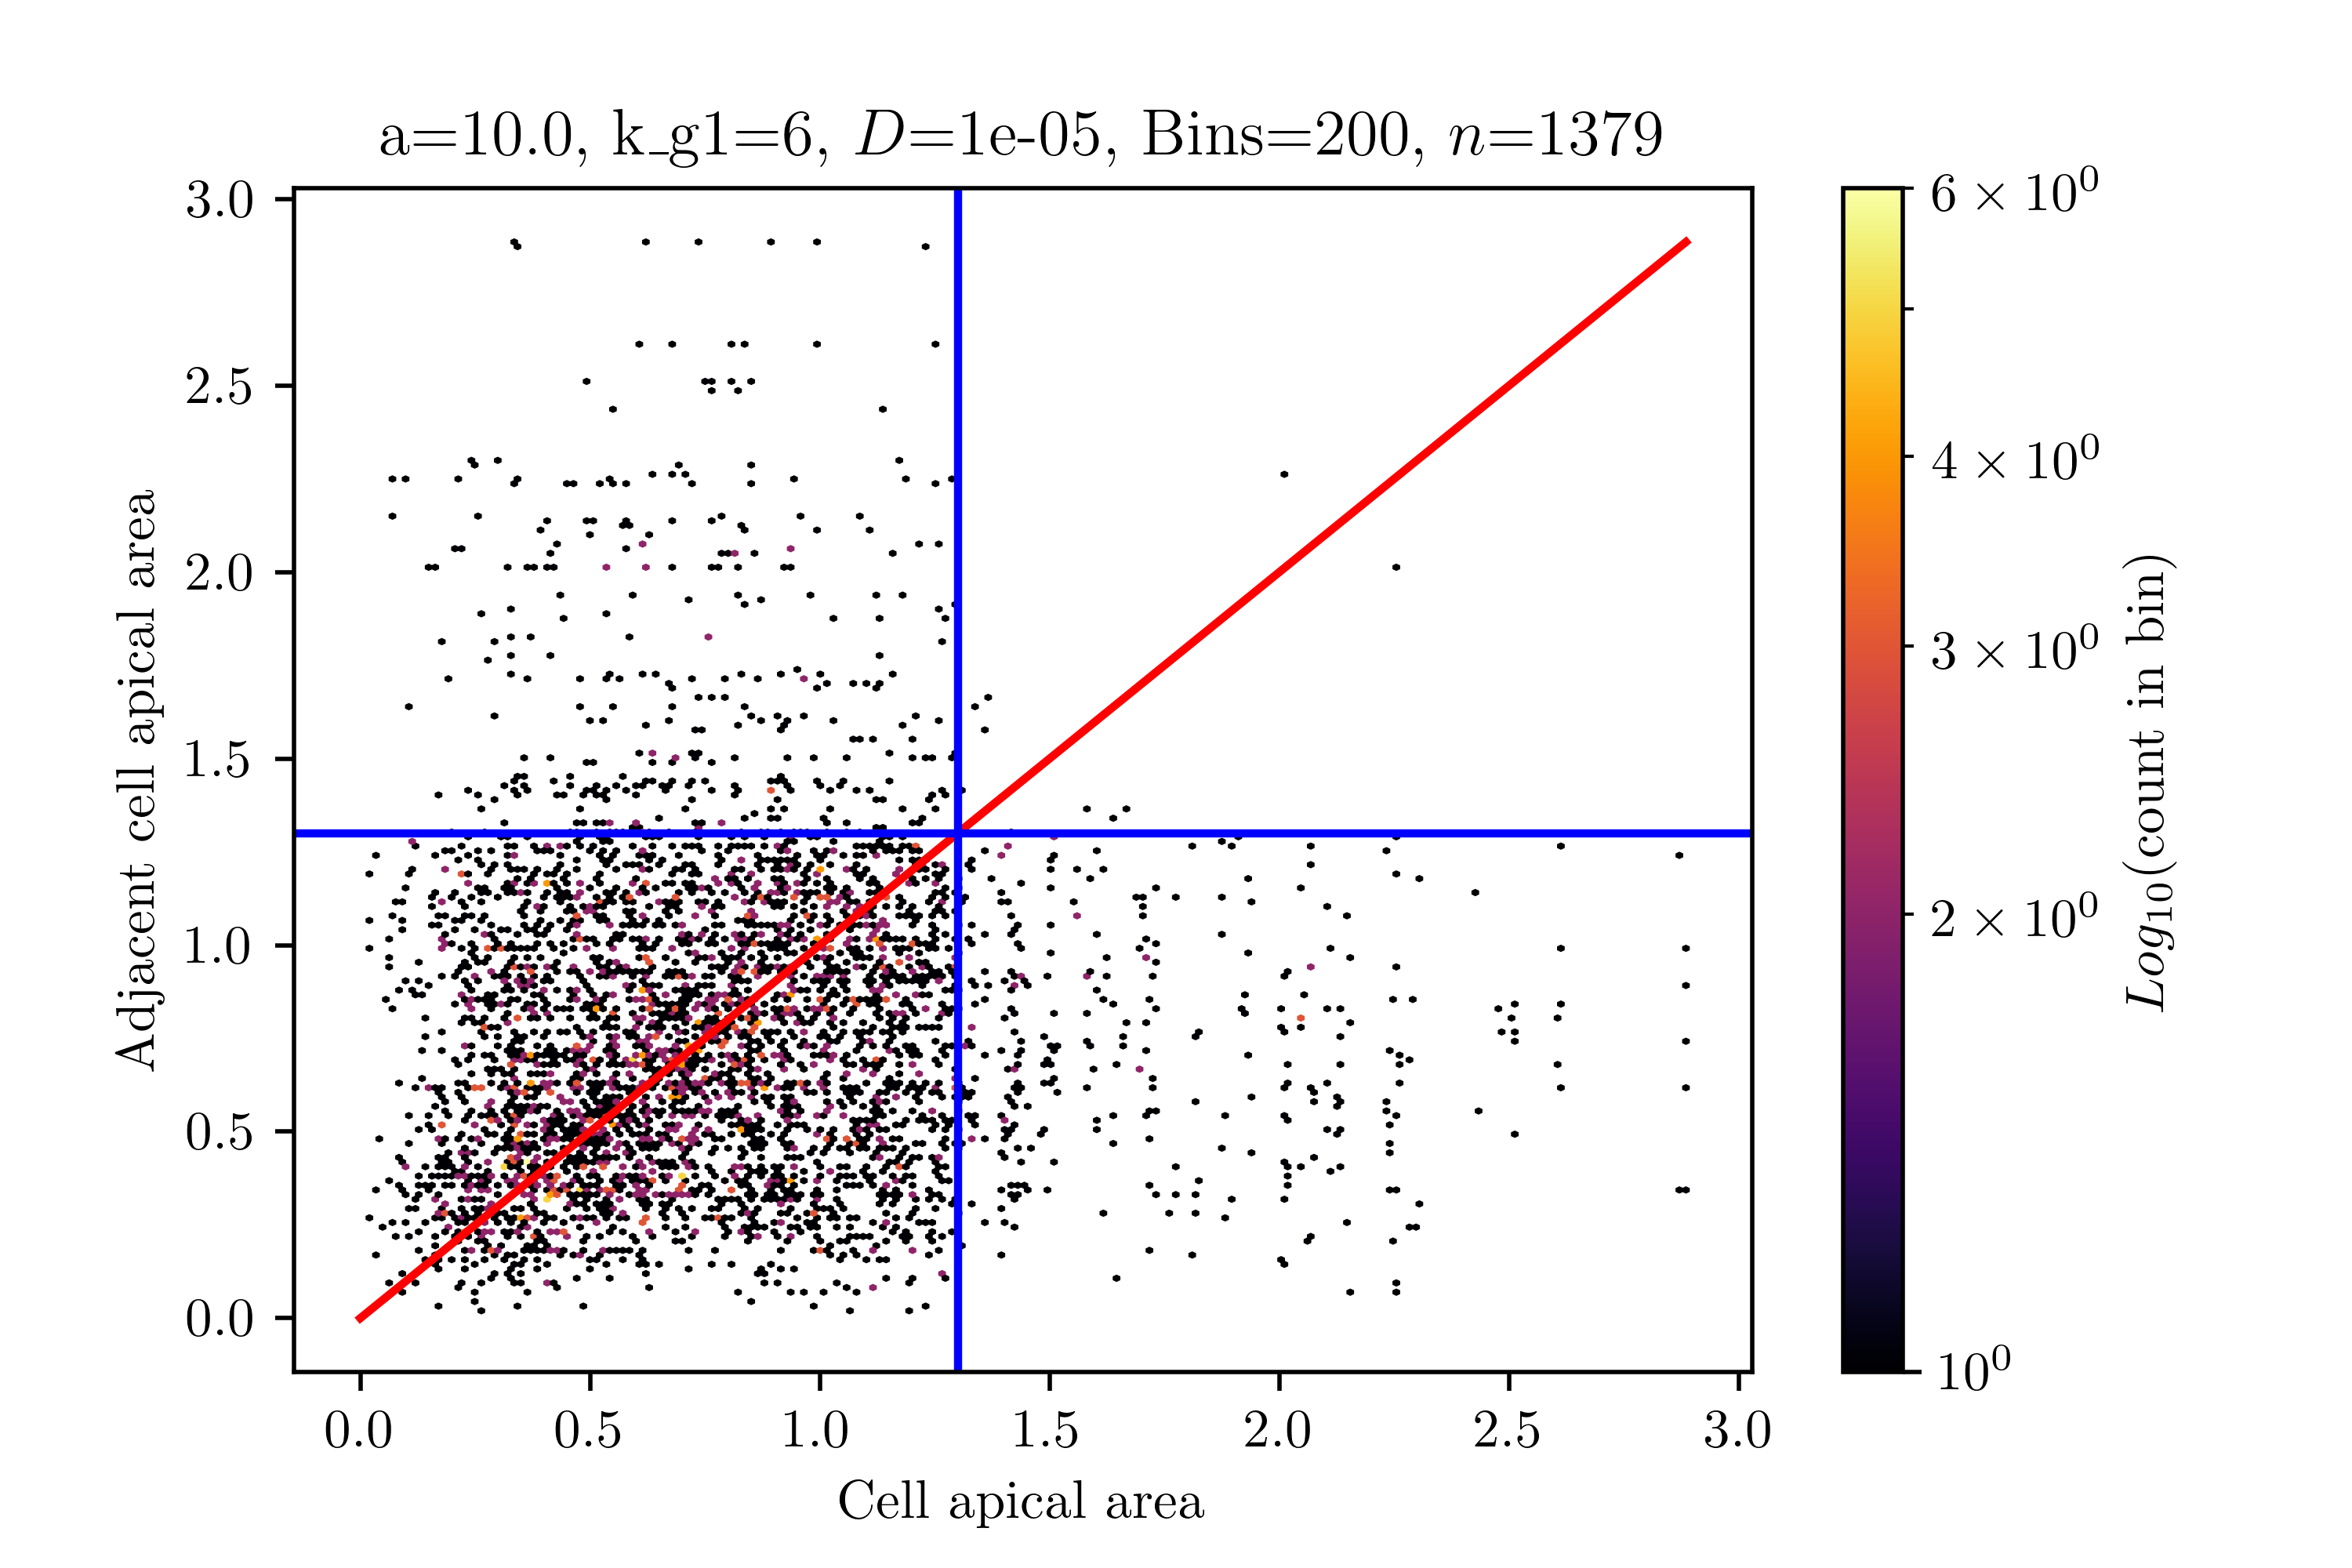 a=10.0, k_g1=6, D=1e-05, Bins=200, n=1379
3.0
2.5
2.0
1.5
1.0
0.5
0.0
Adjacent cell apical area
0.0 0.5 1.0 1.5 2.0 2.5 3.0
Cell apical area
6 × 10⁰
4 × 10⁰
3 × 10⁰
2 × 10⁰
10⁰
Log₁₀(count in bin)